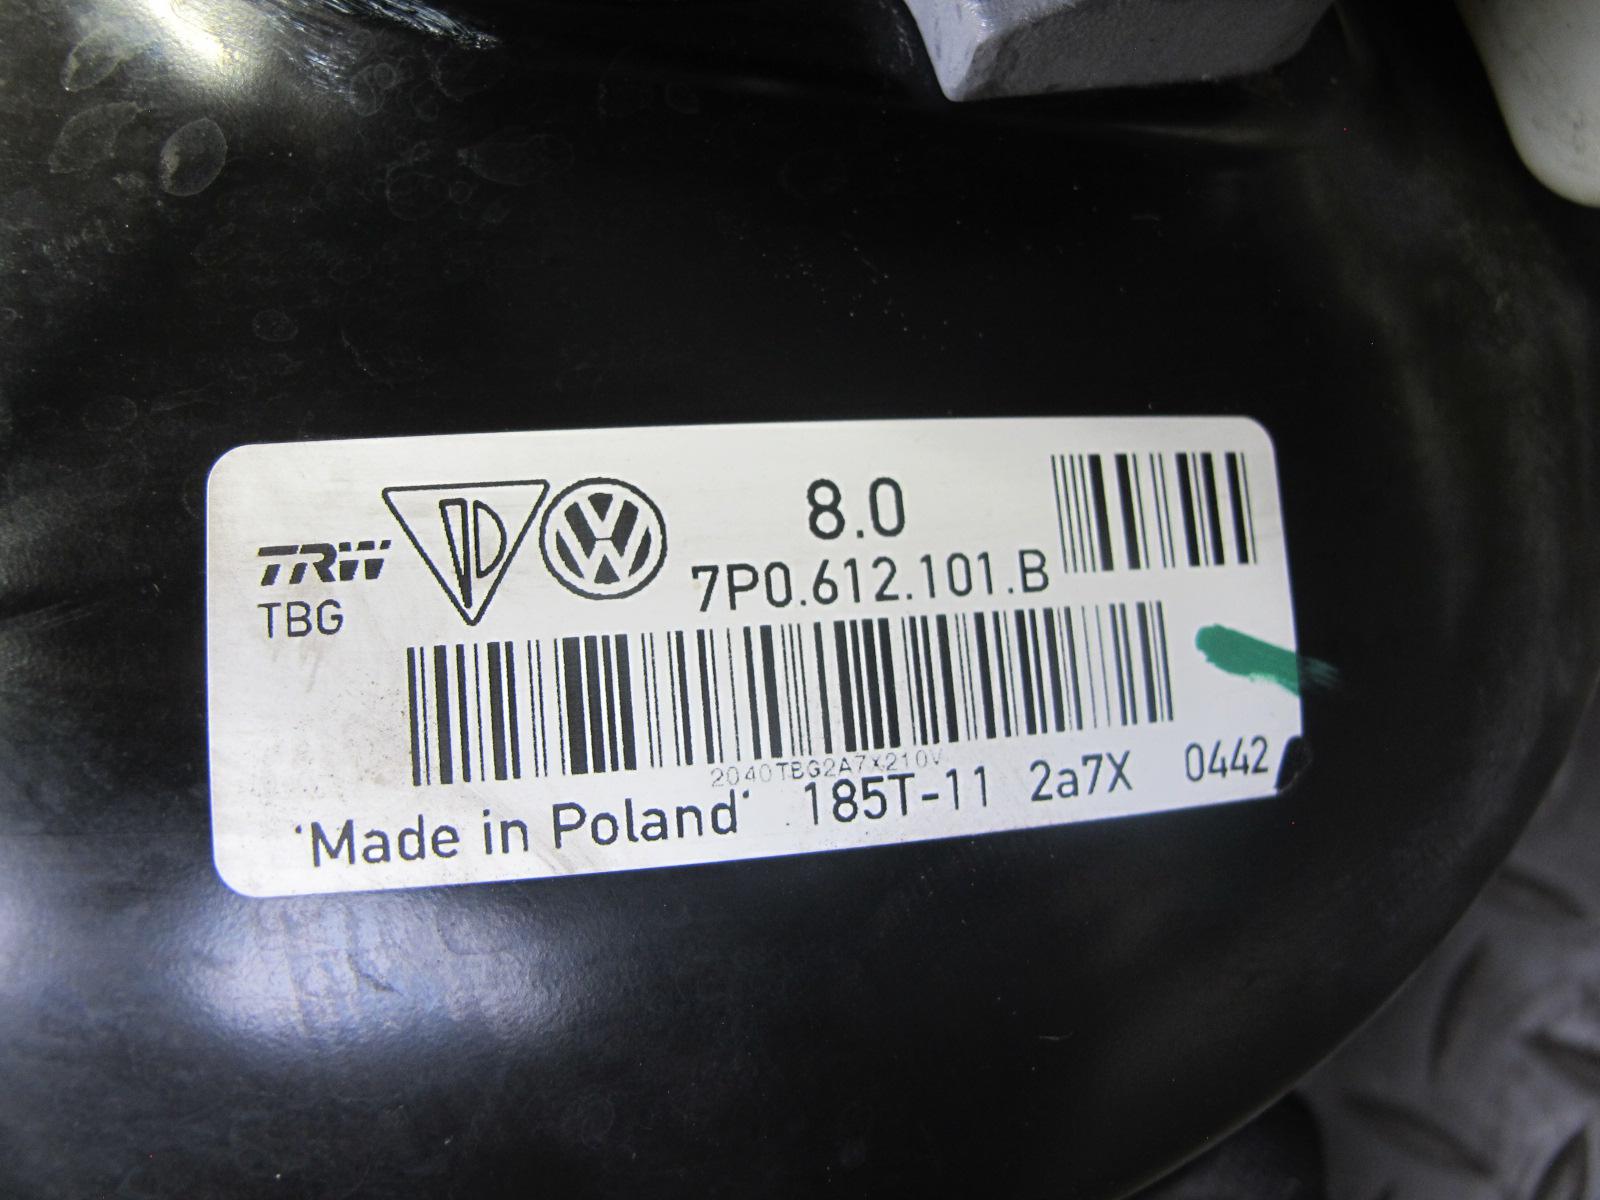 8.0
TRW
7P0.612.101.B
TBG
2040TBG2A7X210V
'Made in Poland' 185T-11 2a7X 0442